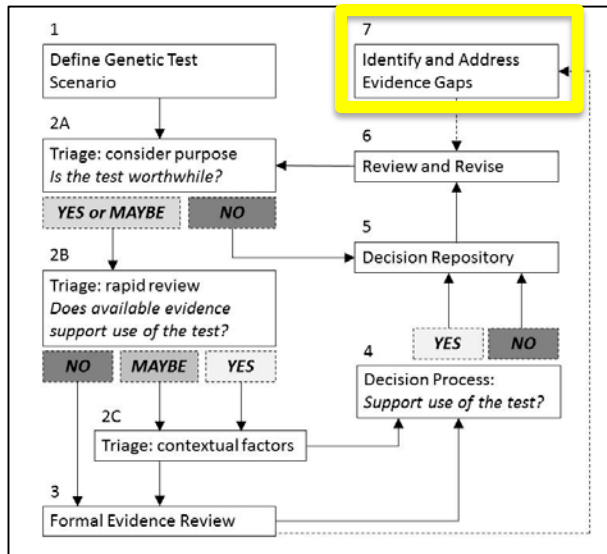 1
Define Genetic Test
Scenario
2A
Triage: consider purpose
Is the test worthwhile?
YES or MAYBE
NO
2B
Triage: rapid review
Does available evidence
support use of the test?
NO
MAYBE
YES
2C
Triage: contextual factors
3
Formal Evidence Review
7
Identify and Address
Evidence Gaps
6
Review and Revise
5
Decision Repository
YES
NO
4
Decision Process:
Support use of the test?